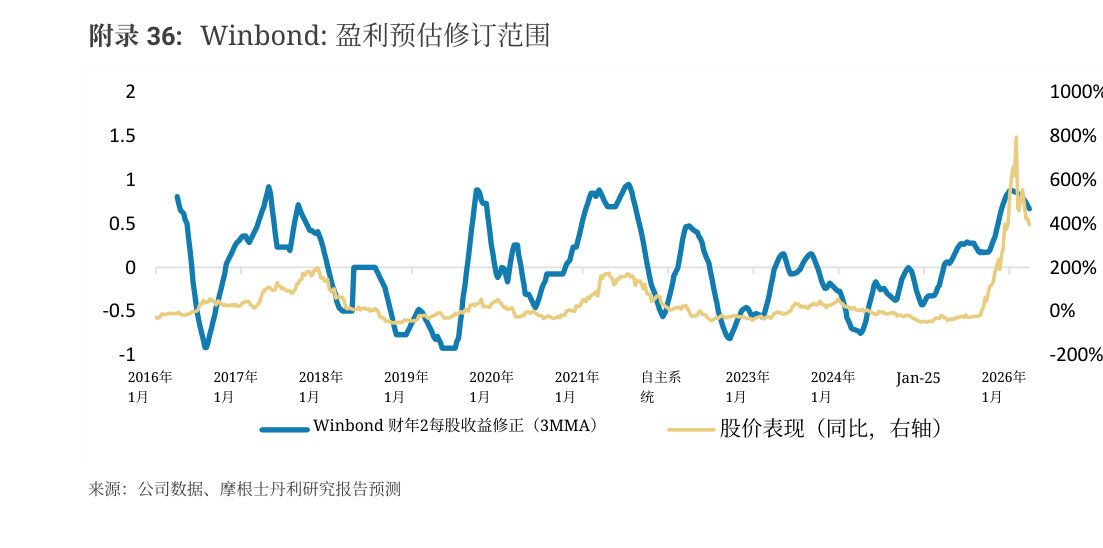 附录 36: Winbond: 盈利预估修订范围
2 1000%
1.5 800%
1 600%
0.5 400%
0 200%
-0.5 0%
-1 -200%
2016年 2017年 2018年 2019年 2020年 2021年 自主系 2023年 2024年 Jan-25 2026年
1月 1月 1月 1月 1月 1月 统 1月 1月 1月
Winbond 财年2每股收益修正（3MMA） 股价表现（同比，右轴）
来源：公司数据、摩根士丹利研究报告预测